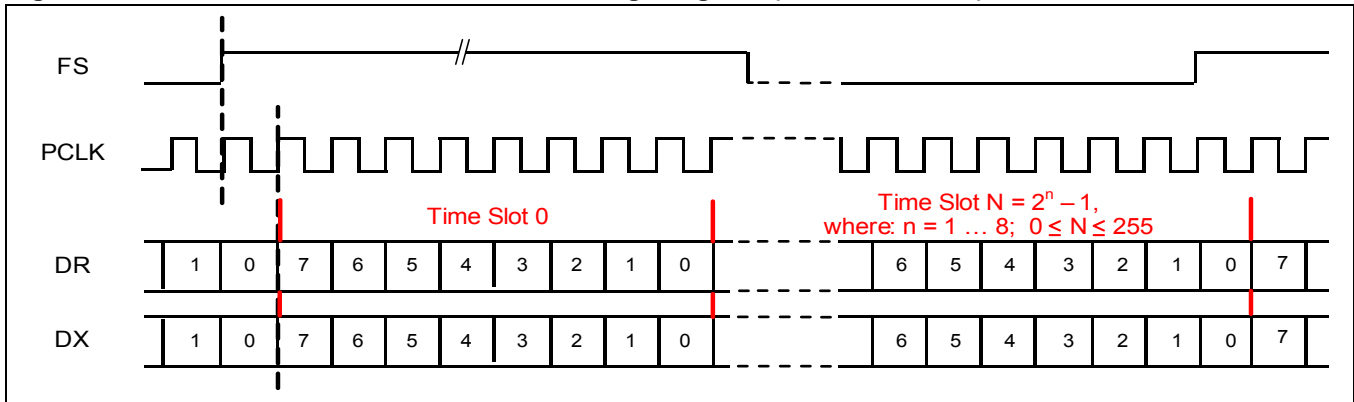 FS
PCLK
Time Slot 0
Time Slot N = 2ⁿ – 1,
where: n = 1 … 8; 0 ≤ N ≤ 255
DR 1 0 7 6 5 4 3 2 1 0 6 5 4 3 2 1 0 7
DX 1 0 7 6 5 4 3 2 1 0 6 5 4 3 2 1 0 7